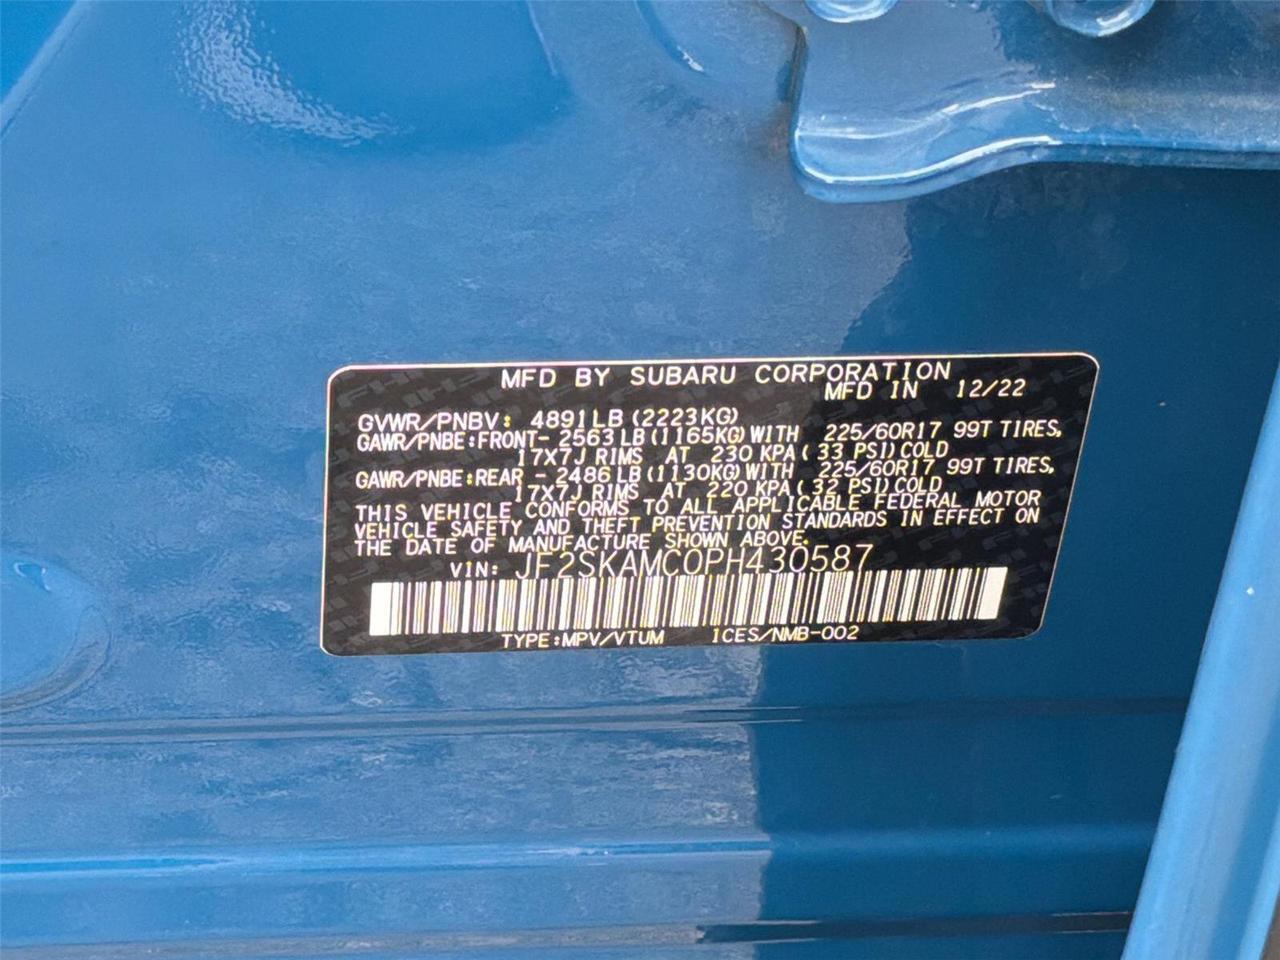 MFD BY SUBARU CORPORATION
MFD IN 12/22
GVWR/PNBV: 4891LB (2223KG)
GAWR/PNBE:FRONT- 2563LB(1165KG)WITH 225/60R17 99T TIRES,
17X7J RIMS AT 230 KPA( 33 PSI)COLD
GAWR/PNBE:REAR - 2486LB(1130KG)WITH 225/60R17 99T TIRES,
17X7J RIMS AT 220 KPA( 32 PSI)COLD
THIS VEHICLE CONFORMS TO ALL APPLICABLE FEDERAL MOTOR
VEHICLE SAFETY AND THEFT PREVENTION STANDARDS IN EFFECT ON
THE DATE OF MANUFACTURE SHOWN ABOVE.
VIN: JF2SKAMC0PH430587
TYPE:MPV/VTUM ICES/NMB-002